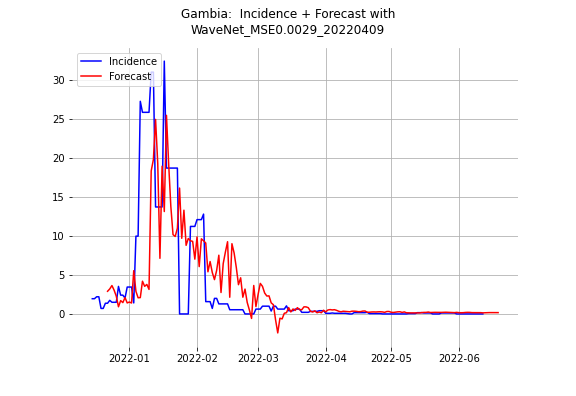 Gambia: Incidence + Forecast with
WaveNet_MSE0.0029_20220409
Incidence
Forecast
30
25
20
15
10
5
0
2022-01 2022-02 2022-03 2022-04 2022-05 2022-06